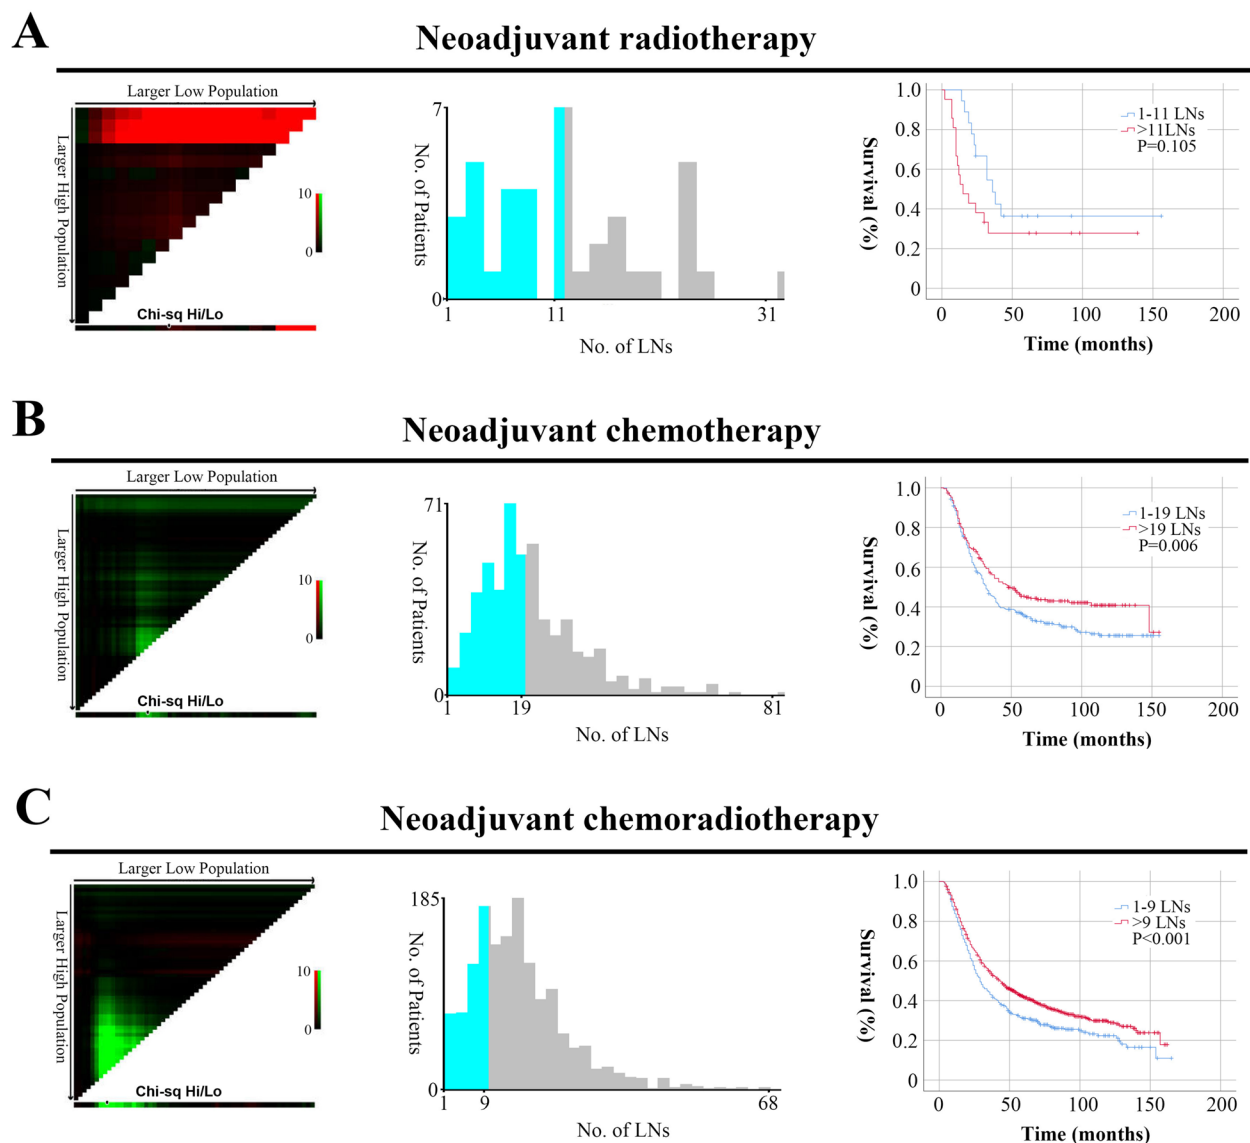 A
Neoadjuvant radiotherapy
Larger Low Population
Larger High Population
10
0
Chi-sq Hi/Lo
7
No. of Patients
0
1
11
31
No. of LNs
1.0
0.8
0.6
0.4
0.2
0
Survival (%)
1-11 LNs
>11LNs
P=0.105
0
50
100
150
200
Time (months)
B
Neoadjuvant chemotherapy
Larger Low Population
Larger High Population
10
0
Chi-sq Hi/Lo
71
No. of Patients
0
1
19
81
No. of LNs
1.0
0.8
0.6
0.4
0.2
0
Survival (%)
1-19 LNs
>19 LNs
P=0.006
0
50
100
150
200
Time (months)
C
Neoadjuvant chemoradiotherapy
Larger Low Population
Larger High Population
10
0
Chi-sq Hi/Lo
185
No. of Patients
0
1
9
68
No. of LNs
1.0
0.8
0.6
0.4
0.2
0
Survival (%)
1-9 LNs
>9 LNs
P<0.001
0
50
100
150
200
Time (months)